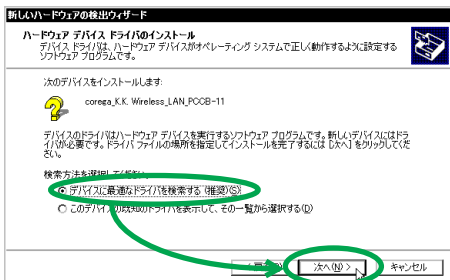 新しいハードウェアの検出ウィザード
ハードウェア デバイス ドライバのインストール
デバイス ドライバは、ハードウェア デバイスがオペレーティング システムで正しく動作するように設定する
ソフトウェア プログラムです。
次のデバイスをインストールします:
corega_K.K. Wireless_LAN_PCCB-11
デバイスのドライバはハードウェア デバイスを実行するソフトウェア プログラムです。新しいデバイスにはドラ
イバが必要です。ドライバ ファイルの場所を指定してインストールを完了するには [次へ] をクリックしてくだ
さい。
検索方法を選択してください。
デバイスに最適なドライバを検索する (推奨)(S)
このデバイスの既知のドライバを表示して、その一覧から選択する(D)
次へ(N) >
キャンセル